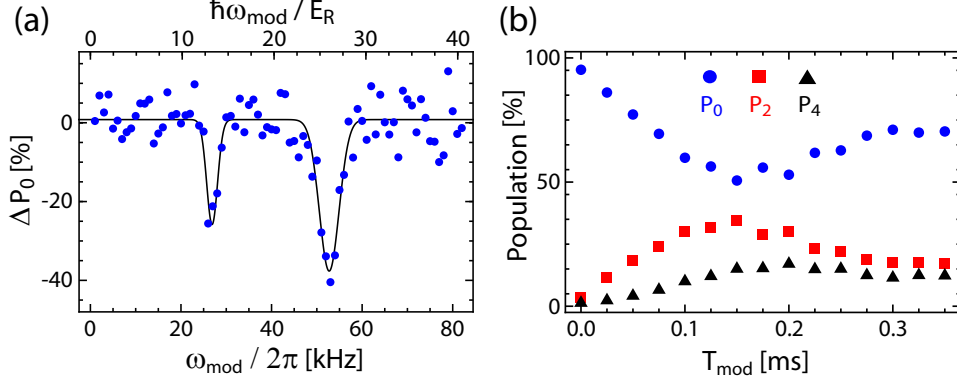 (a)
ħω_mod / E_R
0 10 20 30 40
0
-20
-40
ΔP_0 [%]
0 20 40 60 80
ω_mod / 2π [kHz]
(b)
100
50
0
Population [%]
P_0 P_2 P_4
0.0 0.1 0.2 0.3
T_mod [ms]